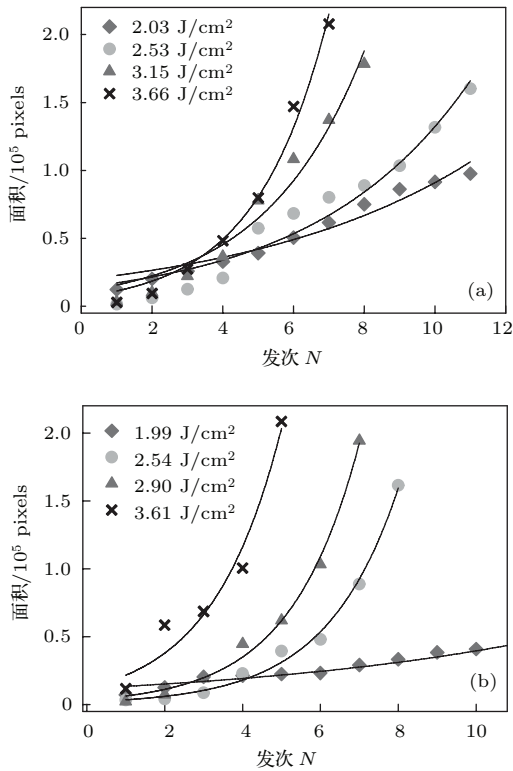 2.03 J/cm²
2.53 J/cm²
3.15 J/cm²
3.66 J/cm²
面积/10⁵ pixels
2.0
1.5
1.0
0.5
0
(a)
0 2 4 6 8 10 12
发次 N
1.99 J/cm²
2.54 J/cm²
2.90 J/cm²
3.61 J/cm²
面积/10⁵ pixels
2.0
1.5
1.0
0.5
0
(b)
0 2 4 6 8 10
发次 N